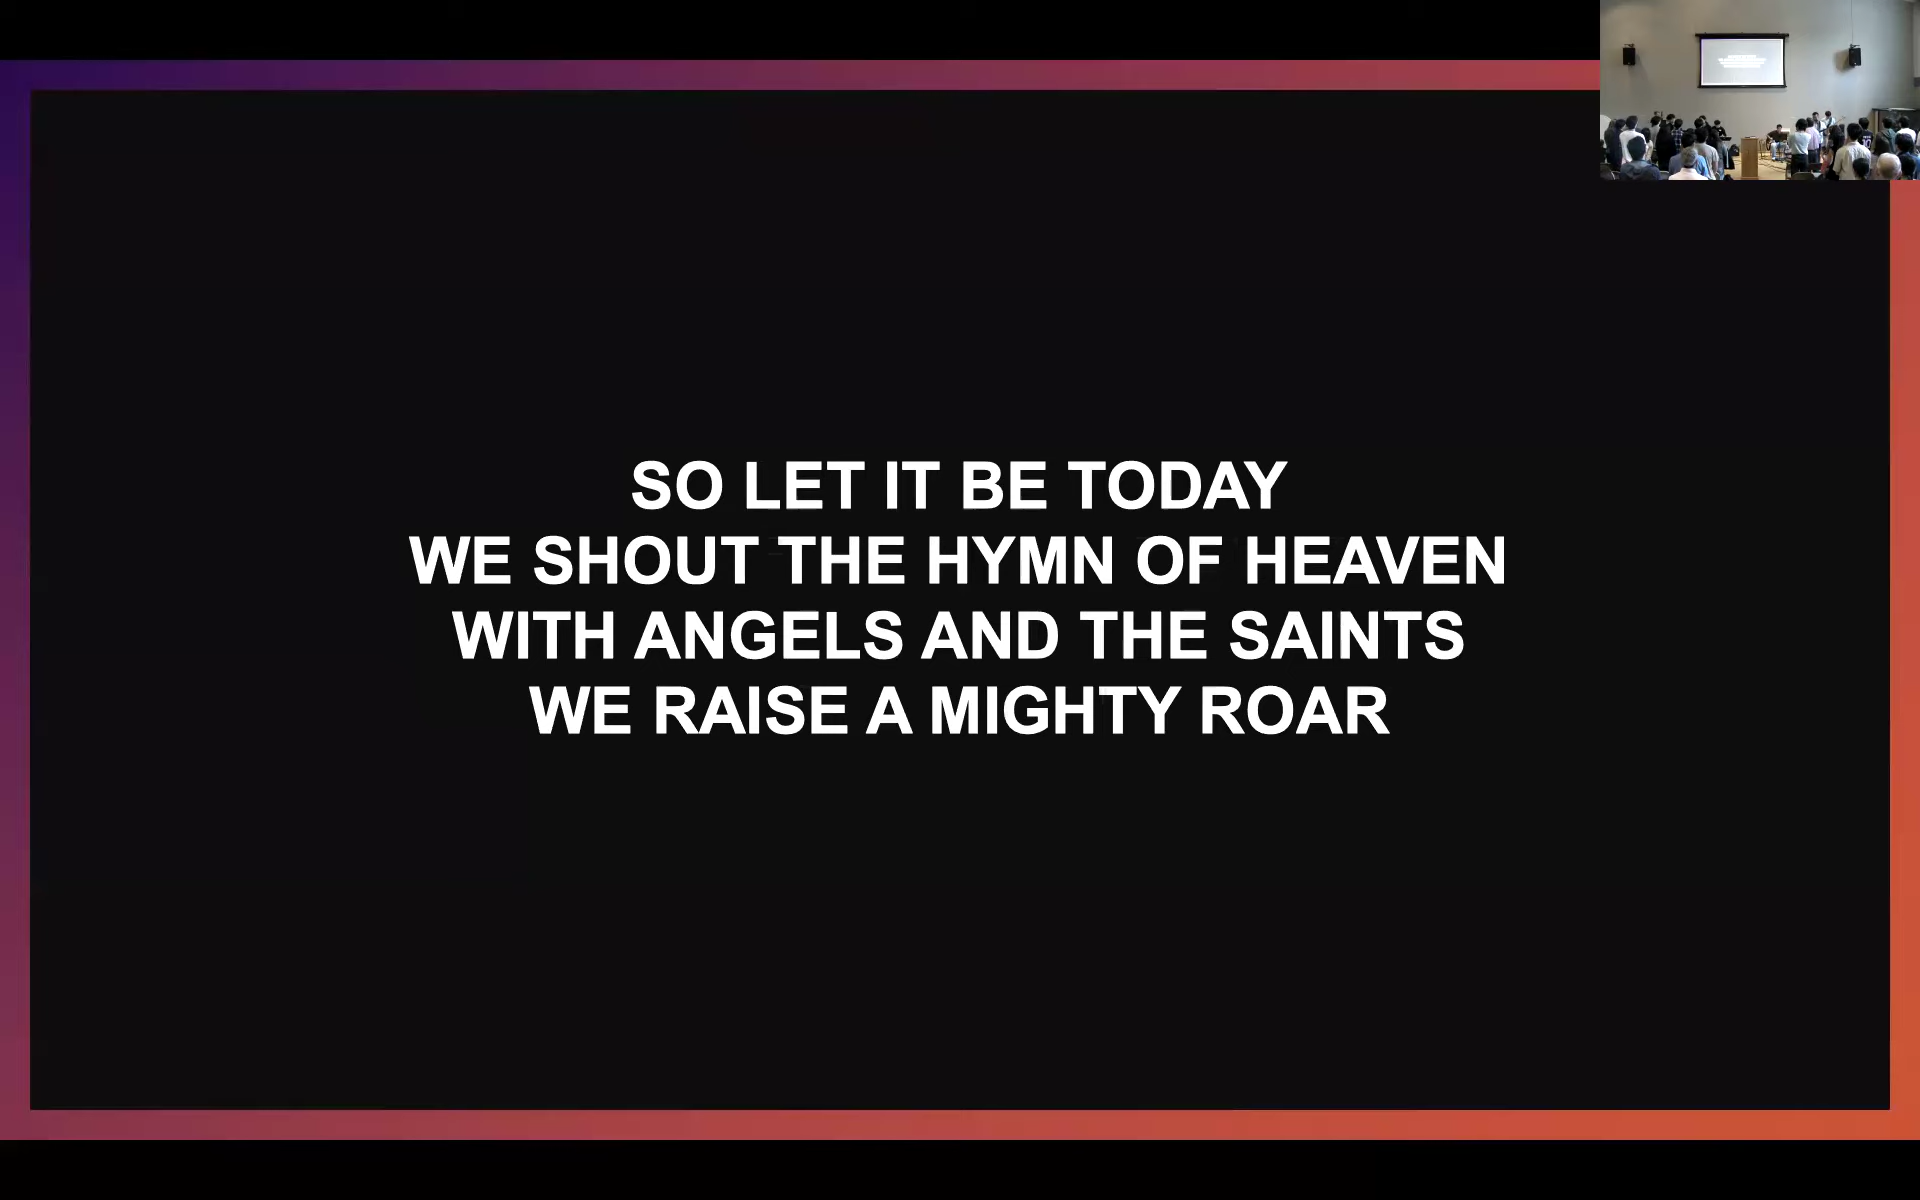 SO LET IT BE TODAY
WE SHOUT THE HYMN OF HEAVEN
WITH ANGELS AND THE SAINTS
WE RAISE A MIGHTY ROAR